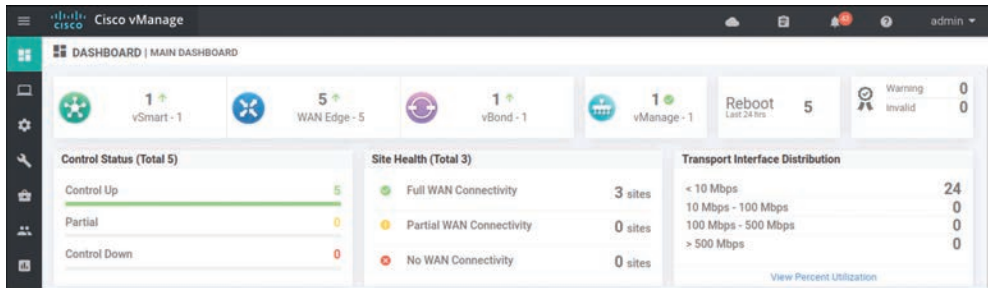 cisco Cisco vManage 43 admin
DASHBOARD | MAIN DASHBOARD
1
vSmart - 1
5
WAN Edge - 5
1
vBond - 1
1
vManage - 1
Reboot
Last 24 hrs
5
Warning 0
Invalid 0
Control Status (Total 5)
Control Up 5
Partial 0
Control Down 0
Site Health (Total 3)
Full WAN Connectivity 3 sites
Partial WAN Connectivity 0 sites
No WAN Connectivity 0 sites
Transport Interface Distribution
< 10 Mbps 24
10 Mbps - 100 Mbps 0
100 Mbps - 500 Mbps 0
> 500 Mbps 0
View Percent Utilization